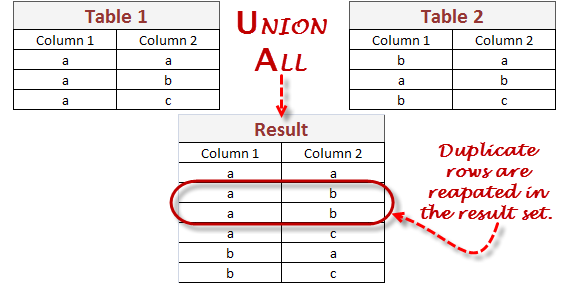 Table 1
Column 1 Column 2
a a
a b
a c
UNION
ALL
Table 2
Column 1 Column 2
b a
a b
b c
Result
Column 1 Column 2
a a
a b
a b
a c
b a
b c
Duplicate
rows are
reapated in
the result set.